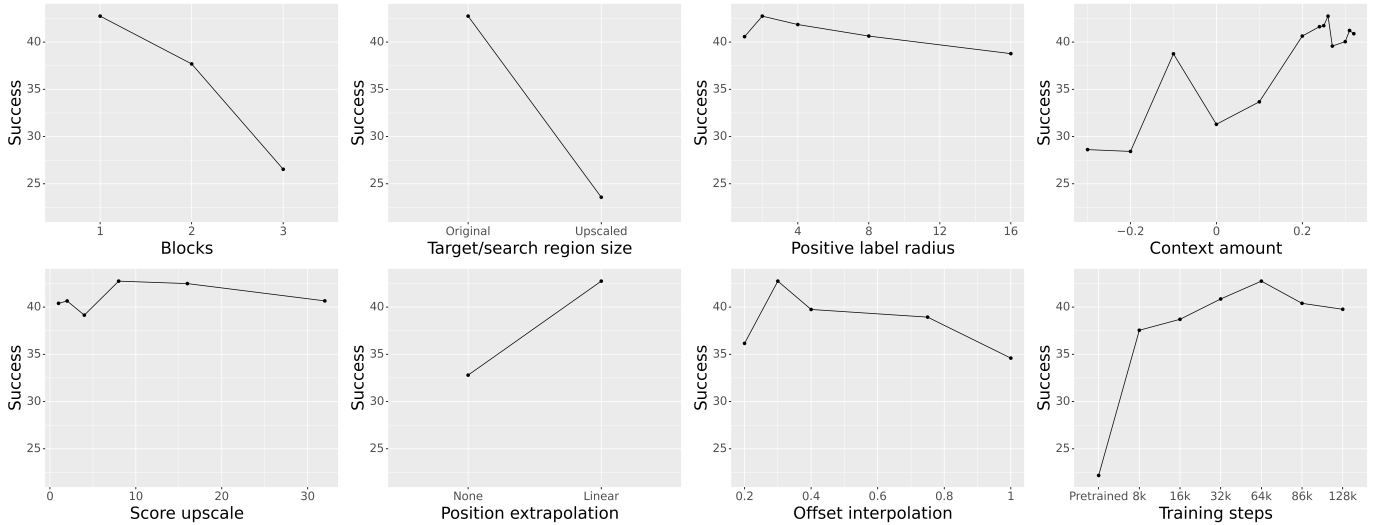 Success
40
35
30
25
1 2 3
Blocks
Success
40
35
30
25
Original Upscaled
Target/search region size
Success
40
35
30
25
4 8 12 16
Positive label radius
Success
40
35
30
25
−0.2 0 0.2
Context amount
Success
40
35
30
25
0 10 20 30
Score upscale
Success
40
35
30
25
None Linear
Position extrapolation
Success
40
35
30
25
0.2 0.4 0.6 0.8 1
Offset interpolation
Success
40
35
30
25
Pretrained 8k 16k 32k 64k 86k 128k
Training steps